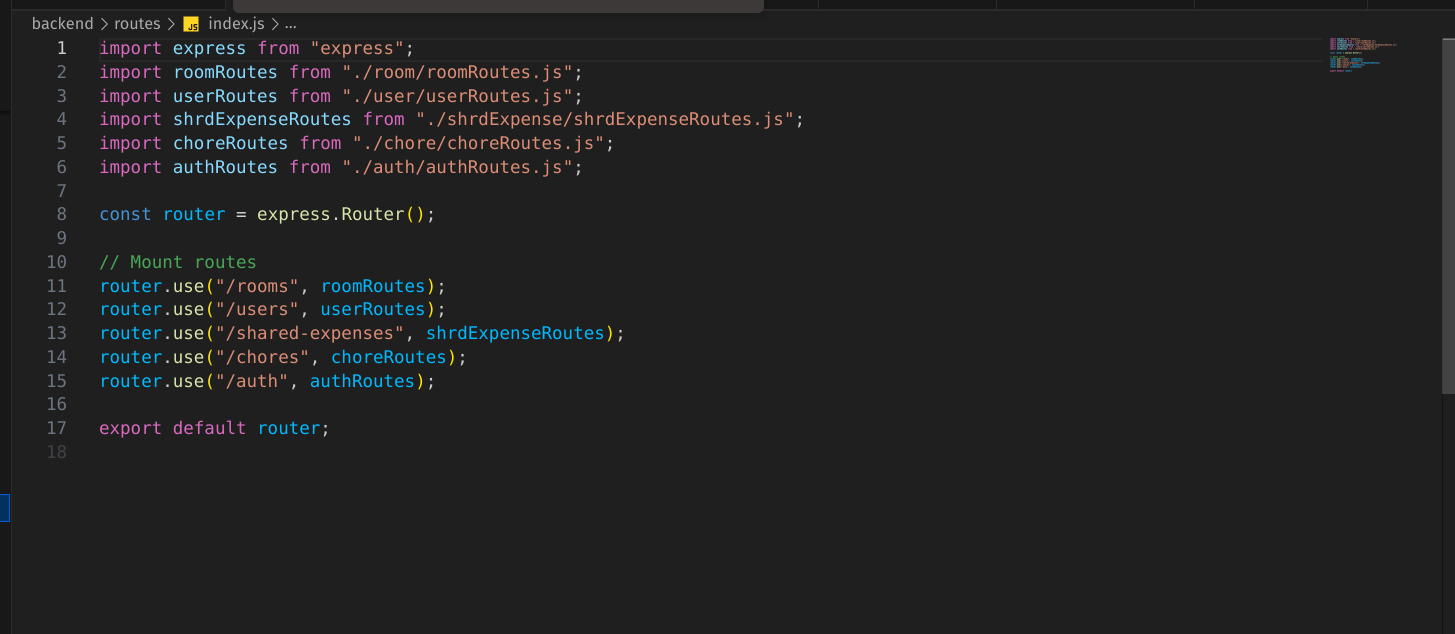 backend > routes > JS index.js > ...
1 import express from "express";
2 import roomRoutes from "./room/roomRoutes.js";
3 import userRoutes from "./user/userRoutes.js";
4 import shrdExpenseRoutes from "./shrdExpense/shrdExpenseRoutes.js";
5 import choreRoutes from "./chore/choreRoutes.js";
6 import authRoutes from "./auth/authRoutes.js";
7
8 const router = express.Router();
9
10 // Mount routes
11 router.use("/rooms", roomRoutes);
12 router.use("/users", userRoutes);
13 router.use("/shared-expenses", shrdExpenseRoutes);
14 router.use("/chores", choreRoutes);
15 router.use("/auth", authRoutes);
16
17 export default router;
18